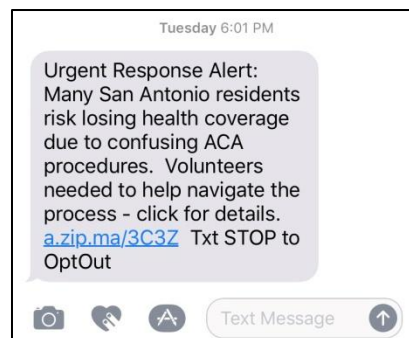 Tuesday 6:01 PM
Urgent Response Alert:
Many San Antonio residents
risk losing health coverage
due to confusing ACA
procedures.  Volunteers
needed to help navigate the
process - click for details.
a.zip.ma/3C3Z  Txt STOP to
OptOut
Text Message